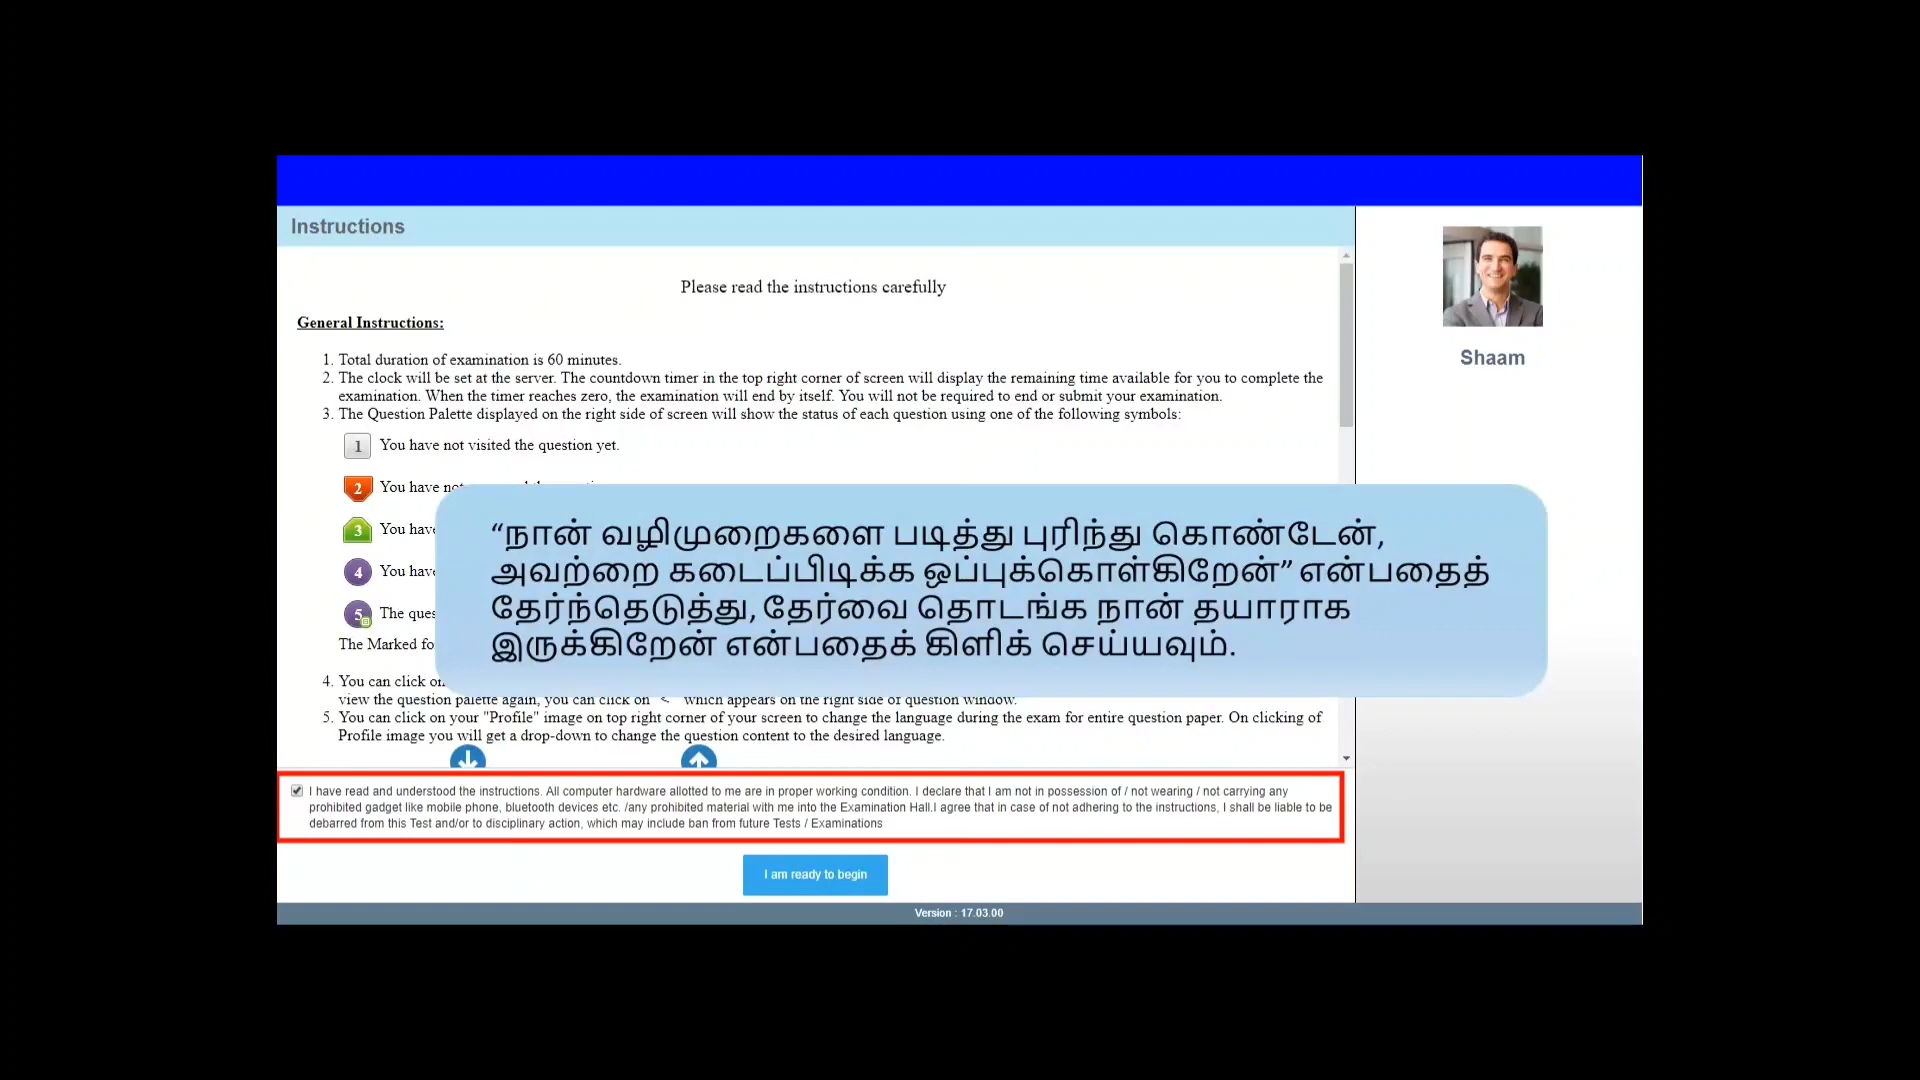 Instructions
Shaam
Please read the instructions carefully
General Instructions:
1. Total duration of examination is 60 minutes.
2. The clock will be set at the server. The countdown timer in the top right corner of screen will display the remaining time available for you to complete the
examination. When the timer reaches zero, the examination will end by itself. You will not be required to end or submit your examination.
3. The Question Palette displayed on the right side of screen will show the status of each question using one of the following symbols:
1 You have not visited the question yet.
2 You have
3 You have
4 You have
5 The
The Marked
“நான் வழிமுறைகளை படித்து புரிந்து கொண்டேன்,
அவற்றை கடைப்பிடிக்க ஒப்புக்கொள்கிறேன்” என்பதைத்
தேர்ந்தெடுத்து, தேர்வை தொடங்க நான் தயாராக
இருக்கிறேன் என்பதைக் கிளிக் செய்யவும்.
4. You can click on
view the question palette again, you can click on < which appears on the right side of question window.
5. You can click on your "Profile" image on top right corner of your screen to change the language during the exam for entire question paper. On clicking of
Profile image you will get a drop-down to change the question content to the desired language.
I have read and understood the instructions. All computer hardware allotted to me are in proper working condition. I declare that I am not in possession of / not wearing / not carrying any
prohibited gadget like mobile phone, bluetooth devices etc. /any prohibited material with me into the Examination Hall.I agree that in case of not adhering to the instructions, I shall be liable to be
debarred from this Test and/or to disciplinary action, which may include ban from future Tests / Examinations
I am ready to begin
Version : 17.03.00